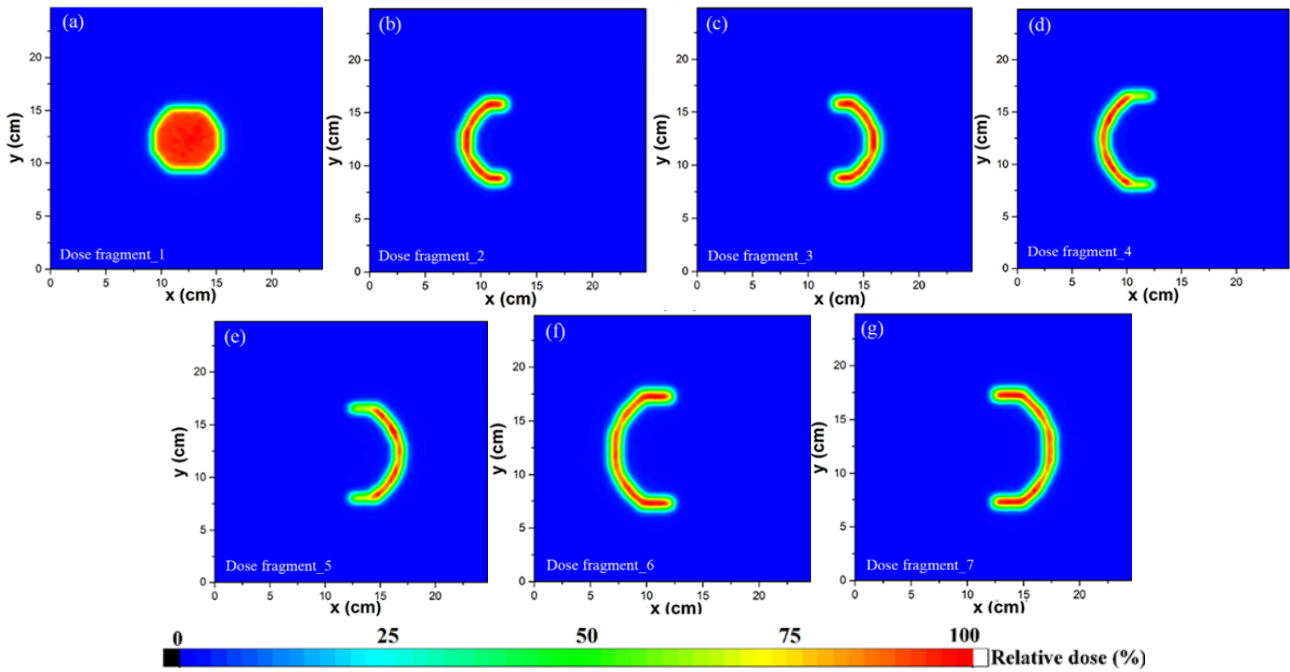 (a)
20
15
10
5
0
y (cm)
Dose fragment_1
0 5 10 15 20
x (cm)
(b)
20
15
10
5
0
y (cm)
Dose fragment_2
0 5 10 15 20
x (cm)
(c)
20
15
10
5
0
y (cm)
Dose fragment_3
0 5 10 15 20
x (cm)
(d)
20
15
10
5
0
y (cm)
Dose fragment_4
0 5 10 15 20
x (cm)
(e)
20
15
10
5
0
y (cm)
Dose fragment_5
0 5 10 15 20
x (cm)
(f)
20
15
10
5
0
y (cm)
Dose fragment_6
0 5 10 15 20
x (cm)
(g)
20
15
10
5
0
y (cm)
Dose fragment_7
0 5 10 15 20
x (cm)
0 25 50 75 100
Relative dose (%)